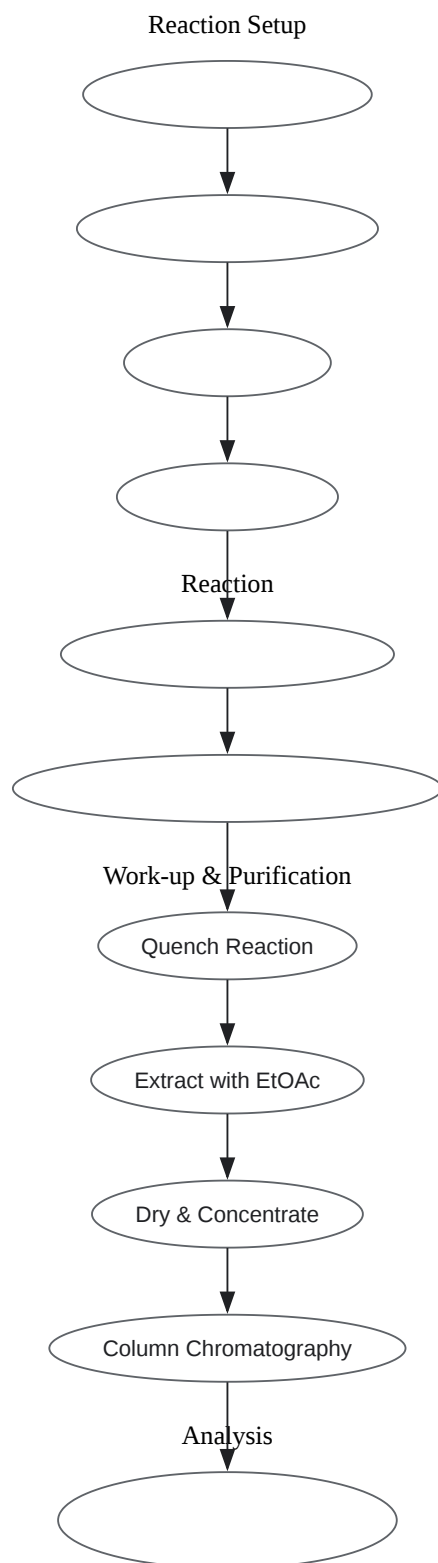 Reaction Setup
Reaction
Work-up & Purification
Quench Reaction
Extract with EtOAc
Dry & Concentrate
Column Chromatography
Analysis